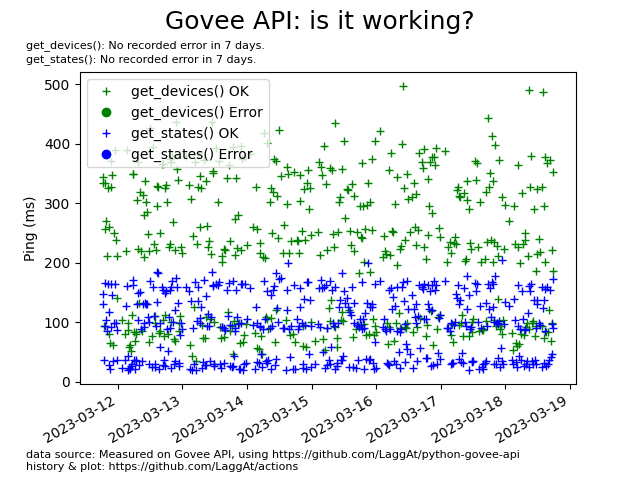 Govee API: is it working?
get_devices(): No recorded error in 7 days.
get_states(): No recorded error in 7 days.
get_devices() OK
get_devices() Error
get_states() OK
get_states() Error
Ping (ms)
500
400
300
200
100
0
2023-03-12
2023-03-13
2023-03-14
2023-03-15
2023-03-16
2023-03-17
2023-03-18
2023-03-19
data source: Measured on Govee API, using https://github.com/LaggAt/python-govee-api
history & plot: https://github.com/LaggAt/actions